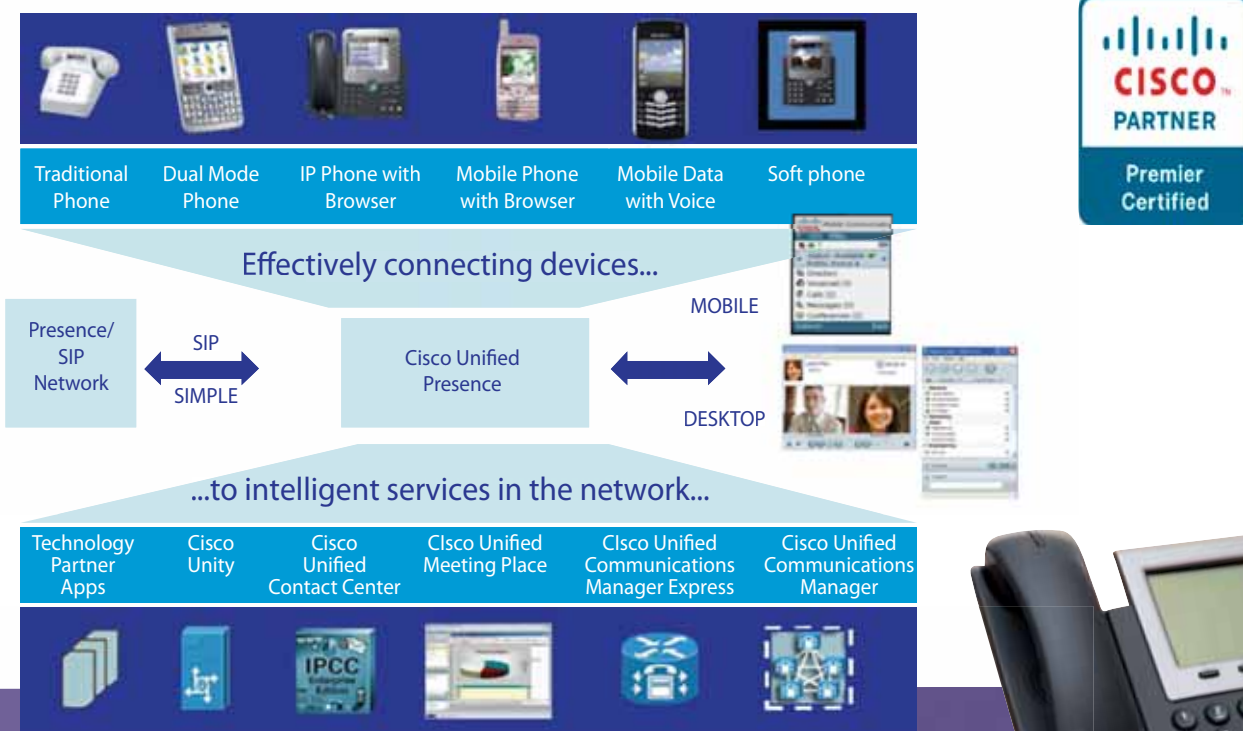 CISCO™
PARTNER
Premier
Certified
Traditional
Phone
Dual Mode
Phone
IP Phone with
Browser
Mobile Phone
with Browser
Mobile Data
with Voice
Soft phone
Effectively connecting devices...
MOBILE
Presence/
SIP
Network
SIP
SIMPLE
Cisco Unified
Presence
DESKTOP
...to intelligent services in the network...
Technology
Partner
Apps
Cisco
Unity
Cisco
Unified
Contact Center
CIsco Unified
Meeting Place
CIsco Unified
Communications
Manager Express
Cisco Unified
Communications
Manager
IPCC
Enterprise
Edition